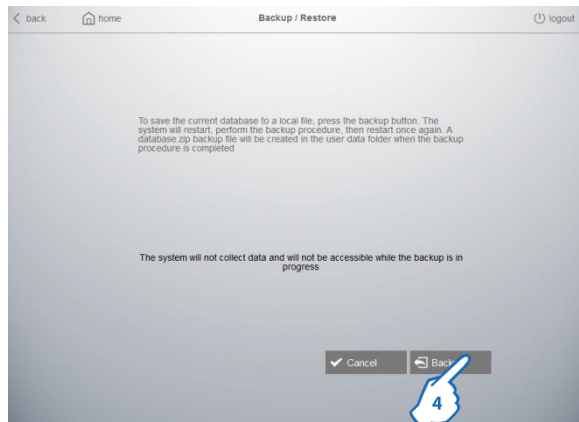 back home Backup / Restore logout
To save the current database to a local file, press the backup button. The
system will restart, perform the backup procedure, then restart once again. A
database.zip backup file will be created in the user data folder when the backup
procedure is completed
The system will not collect data and will not be accessible while the backup is in
progress
Cancel Back
4